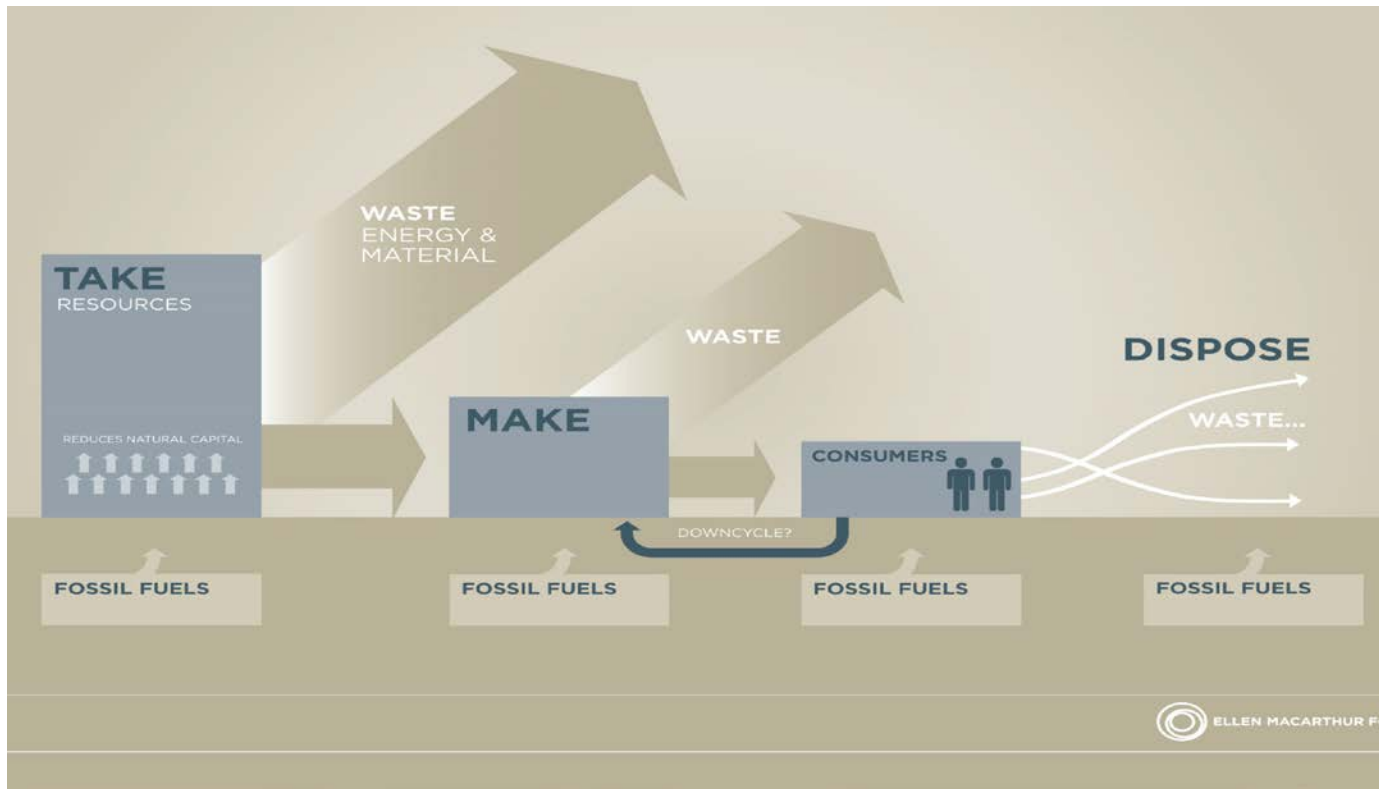 TAKE
RESOURCES
REDUCES NATURAL CAPITAL
WASTE
ENERGY &
MATERIAL
MAKE
WASTE
CONSUMERS
DOWNCYCLE?
DISPOSE
WASTE...
FOSSIL FUELS
FOSSIL FUELS
FOSSIL FUELS
FOSSIL FUELS
ELLEN MACARTHUR